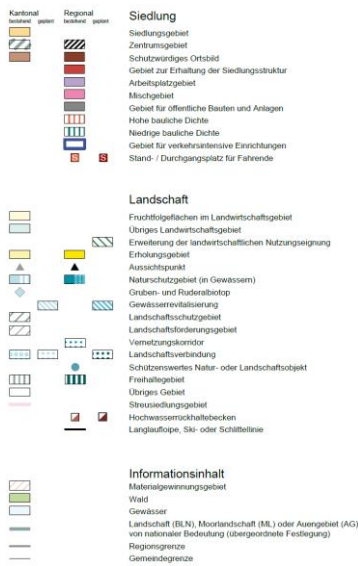 Kantonal Regional
bestehend geplant bestehend geplant
Siedlung
Siedlungsgebiet
Zentrumsgebiet
Schutzwürdiges Ortsbild
Gebiet zur Erhaltung der Siedlungsstruktur
Arbeitsplatzgebiet
Mischgebiet
Gebiet für öffentliche Bauten und Anlagen
Hohe bauliche Dichte
Niedrige bauliche Dichte
Gebiet für verkehrsintensive Einrichtungen
S S Stand- / Durchgangsplatz für Fahrende
Landschaft
Fruchtfolgeflächen im Landwirtschaftsgebiet
Übriges Landwirtschaftsgebiet
Erweiterung der landwirtschaftlichen Nutzungseignung
Erholungsgebiet
Aussichtspunkt
Naturschutzgebiet (in Gewässern)
Gruben- und Ruderalbiotop
Gewässerrevitalisierung
Landschaftsschutzgebiet
Landschaftsförderungsgebiet
Vernetzungskorridor
Landschaftsverbindung
Schützenswertes Natur- oder Landschaftsobjekt
Freihaltegebiet
Übriges Gebiet
Streusiedlungsgebiet
Hochwasserrückhaltebecken
Langlaufloipe, Ski- oder Schlittellinie
Informationsinhalt
Materialgewinnungsgebiet
Wald
Gewässer
Landschaft (BLN), Moorlandschaft (ML) oder Auengebiet (AG)
von nationaler Bedeutung (übergeordnete Festlegung)
Regionsgrenze
Gemeindegrenze